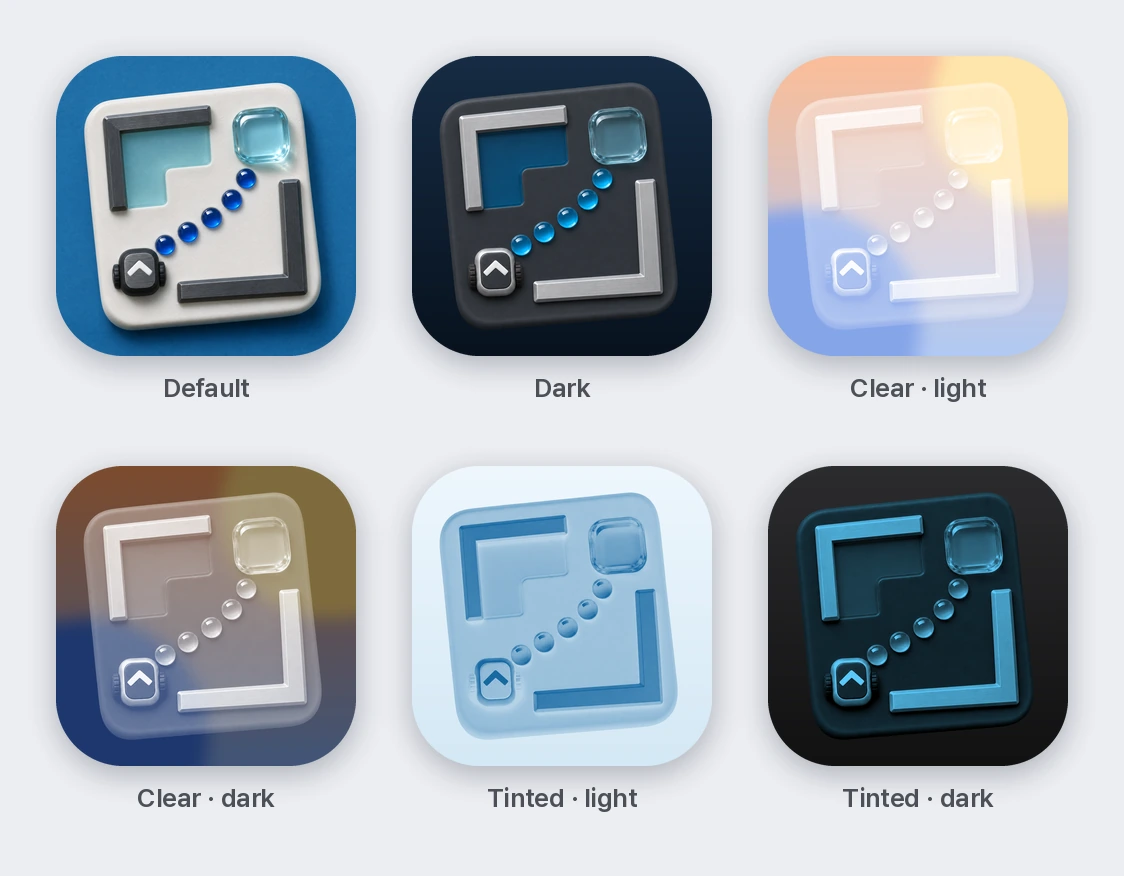 Default
Dark
Clear · light
Clear · dark
Tinted · light
Tinted · dark